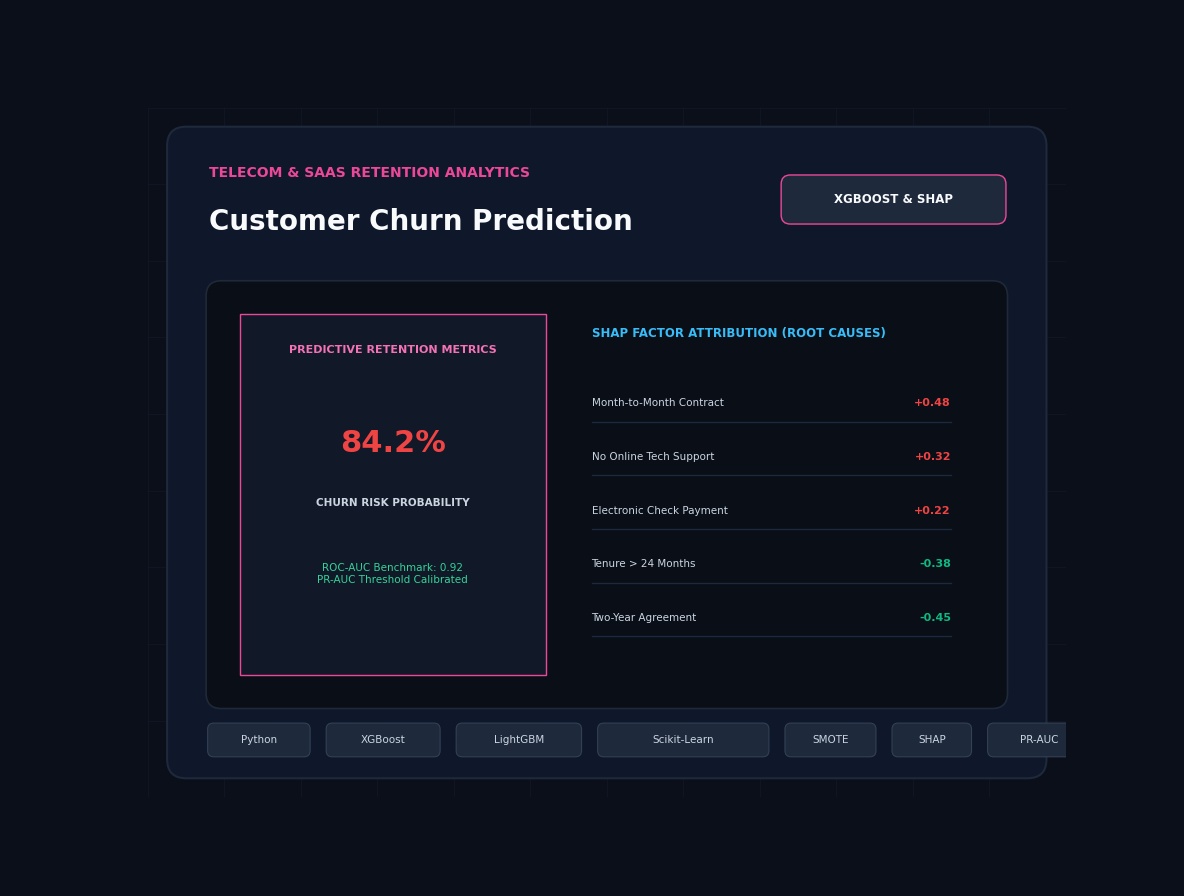 TELECOM & SAAS RETENTION ANALYTICS
Customer Churn Prediction
XGBOOST & SHAP
PREDICTIVE RETENTION METRICS
84.2%
CHURN RISK PROBABILITY
ROC-AUC Benchmark: 0.92
PR-AUC Threshold Calibrated
SHAP FACTOR ATTRIBUTION (ROOT CAUSES)
Month-to-Month Contract +0.48
No Online Tech Support +0.32
Electronic Check Payment +0.22
Tenure > 24 Months -0.38
Two-Year Agreement -0.45
Python XGBoost LightGBM Scikit-Learn SMOTE SHAP PR-AUC